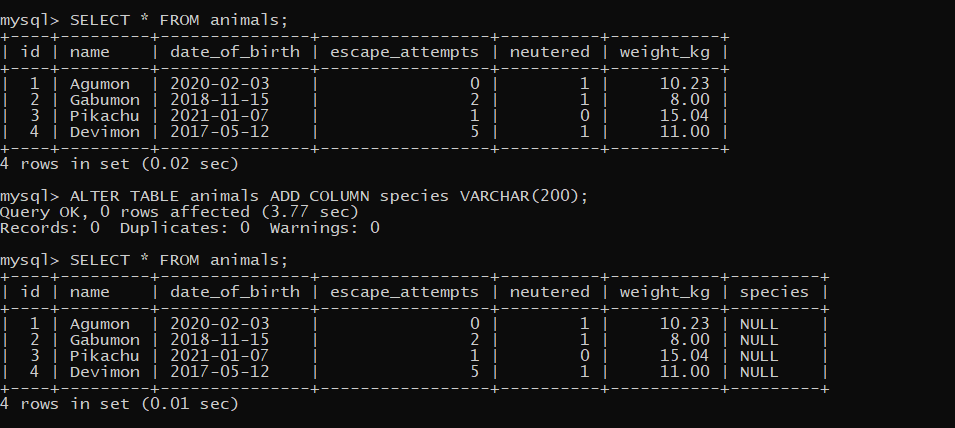 mysql> SELECT * FROM animals;
+----+---------+---------------+-----------------+----------+-----------+
| id | name    | date_of_birth | escape_attempts | neutered | weight_kg |
+----+---------+---------------+-----------------+----------+-----------+
|  1 | Agumon  | 2020-02-03    |               0 |        1 |     10.23 |
|  2 | Gabumon | 2018-11-15    |               2 |        1 |      8.00 |
|  3 | Pikachu | 2021-01-07    |               1 |        0 |     15.04 |
|  4 | Devimon | 2017-05-12    |               5 |        1 |     11.00 |
+----+---------+---------------+-----------------+----------+-----------+
4 rows in set (0.02 sec)
mysql> ALTER TABLE animals ADD COLUMN species VARCHAR(200);
Query OK, 0 rows affected (3.77 sec)
Records: 0  Duplicates: 0  Warnings: 0
mysql> SELECT * FROM animals;
+----+---------+---------------+-----------------+----------+-----------+---------+
| id | name    | date_of_birth | escape_attempts | neutered | weight_kg | species |
+----+---------+---------------+-----------------+----------+-----------+---------+
|  1 | Agumon  | 2020-02-03    |               0 |        1 |     10.23 | NULL    |
|  2 | Gabumon | 2018-11-15    |               2 |        1 |      8.00 | NULL    |
|  3 | Pikachu | 2021-01-07    |               1 |        0 |     15.04 | NULL    |
|  4 | Devimon | 2017-05-12    |               5 |        1 |     11.00 | NULL    |
+----+---------+---------------+-----------------+----------+-----------+---------+
4 rows in set (0.01 sec)